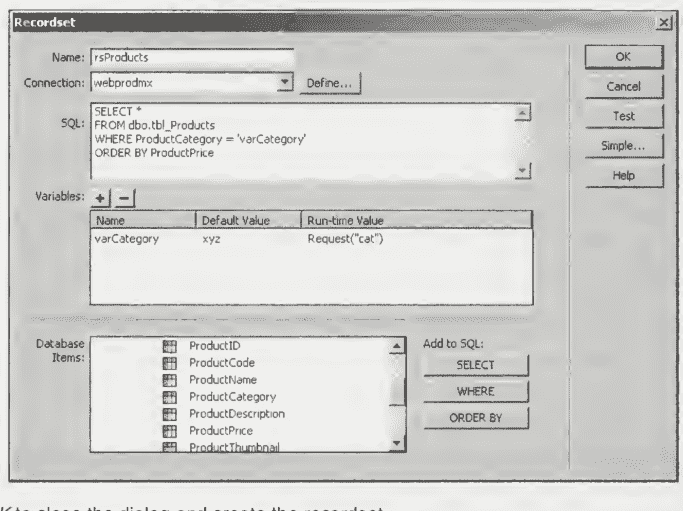 Recordset
Name: rsProducts
Connection: webprodmx Define...
SQL: SELECT *
FROM dbo.tbl_Products
WHERE ProductCategory = 'varCategory'
ORDER BY ProductPrice
OK
Cancel
Test
Simple...
Help
Variables: + −
Name Default Value Run-time Value
varCategory xyz Request("cat")
Database Items:
ProductID
ProductCode
ProductName
ProductCategory
ProductDescription
ProductPrice
ProductThumbnail
Add to SQL:
SELECT
WHERE
ORDER BY
to close the dialog and create the recordset